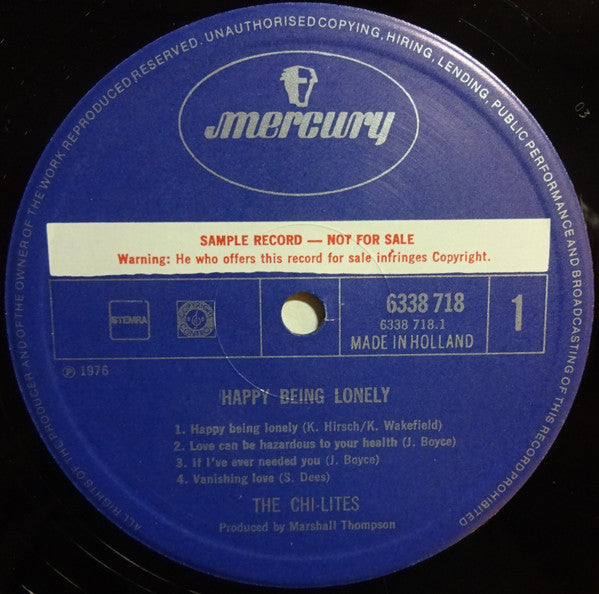 ALL RIGHTS OF THE PRODUCER AND OF THE OWNER OF THE WORK REPRODUCED RESERVED. UNAUTHORISED COPYING, HIRING, LENDING, PUBLIC PERFORMANCE AND BROADCASTING OF THIS RECORD PROHIBITED
mercury
SAMPLE RECORD — NOT FOR SALE
Warning: He who offers this record for sale infringes Copyright.
STEMRA
6338 718
6338 718.1
MADE IN HOLLAND
1
℗ 1976
HAPPY BEING LONELY
1. Happy being lonely (K. Hirsch/K. Wakefield)
2. Love can be hazardous to your health (J. Boyce)
3. If I've ever needed you (J. Boyce)
4. Vanishing love (S. Dees)
THE CHI-LITES
Produced by Marshall Thompson
03